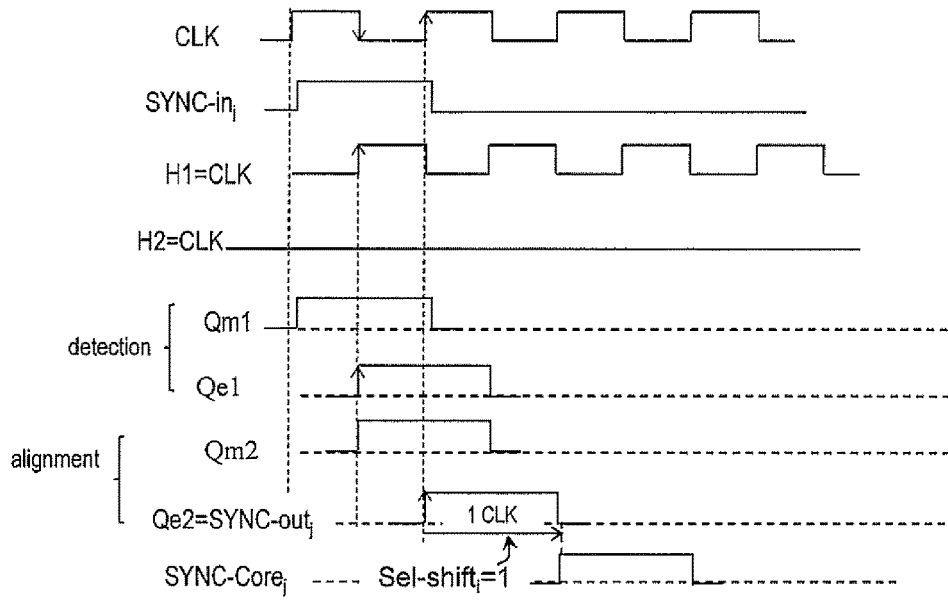 CLK
SYNC-inj
H1=CLK
H2=CLK
detection
Qm1
Qe1
alignment
Qm2
Qe2=SYNC-outj
1 CLK
SYNC-Corej
Sel-shifti=1